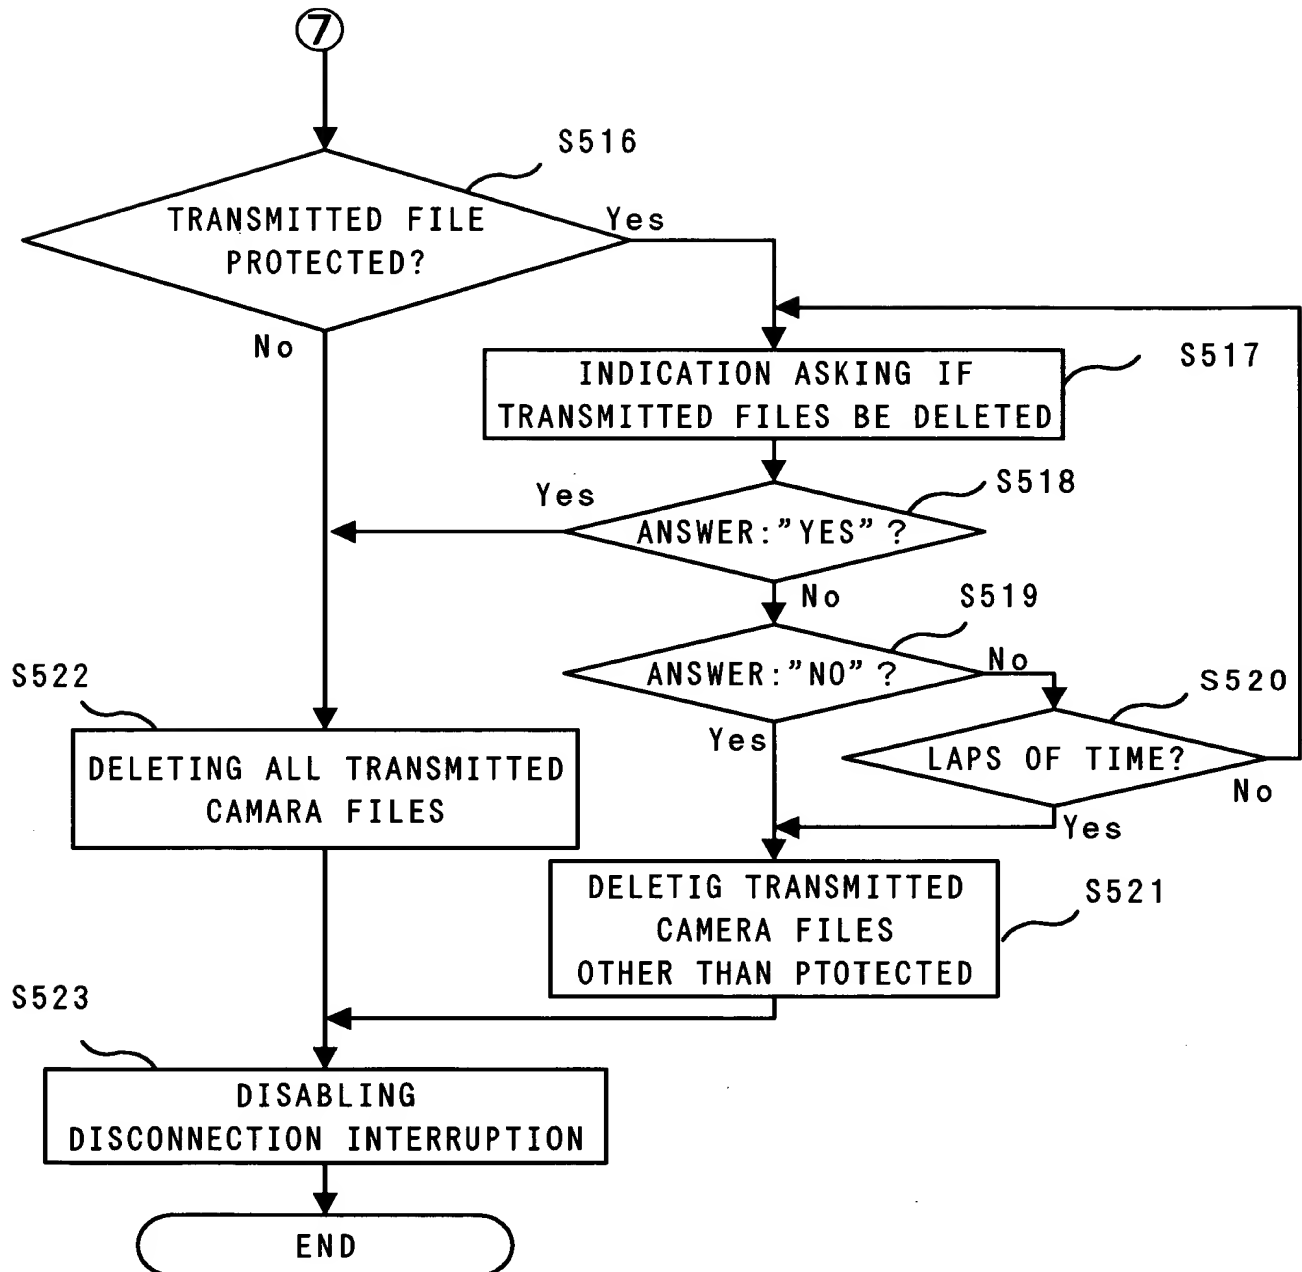 ⑦
S516
TRANSMITTED FILE
PROTECTED?
Yes
No
S517
INDICATION ASKING IF
TRANSMITTED FILES BE DELETED
S518
Yes
ANSWER:"YES"?
No
S519
ANSWER:"NO"?
No
S520
Yes
LAPS OF TIME?
No
Yes
S522
DELETING ALL TRANSMITTED
CAMARA FILES
S521
DELETIG TRANSMITTED
CAMERA FILES
OTHER THAN PTOTECTED
S523
DISABLING
DISCONNECTION INTERRUPTION
END